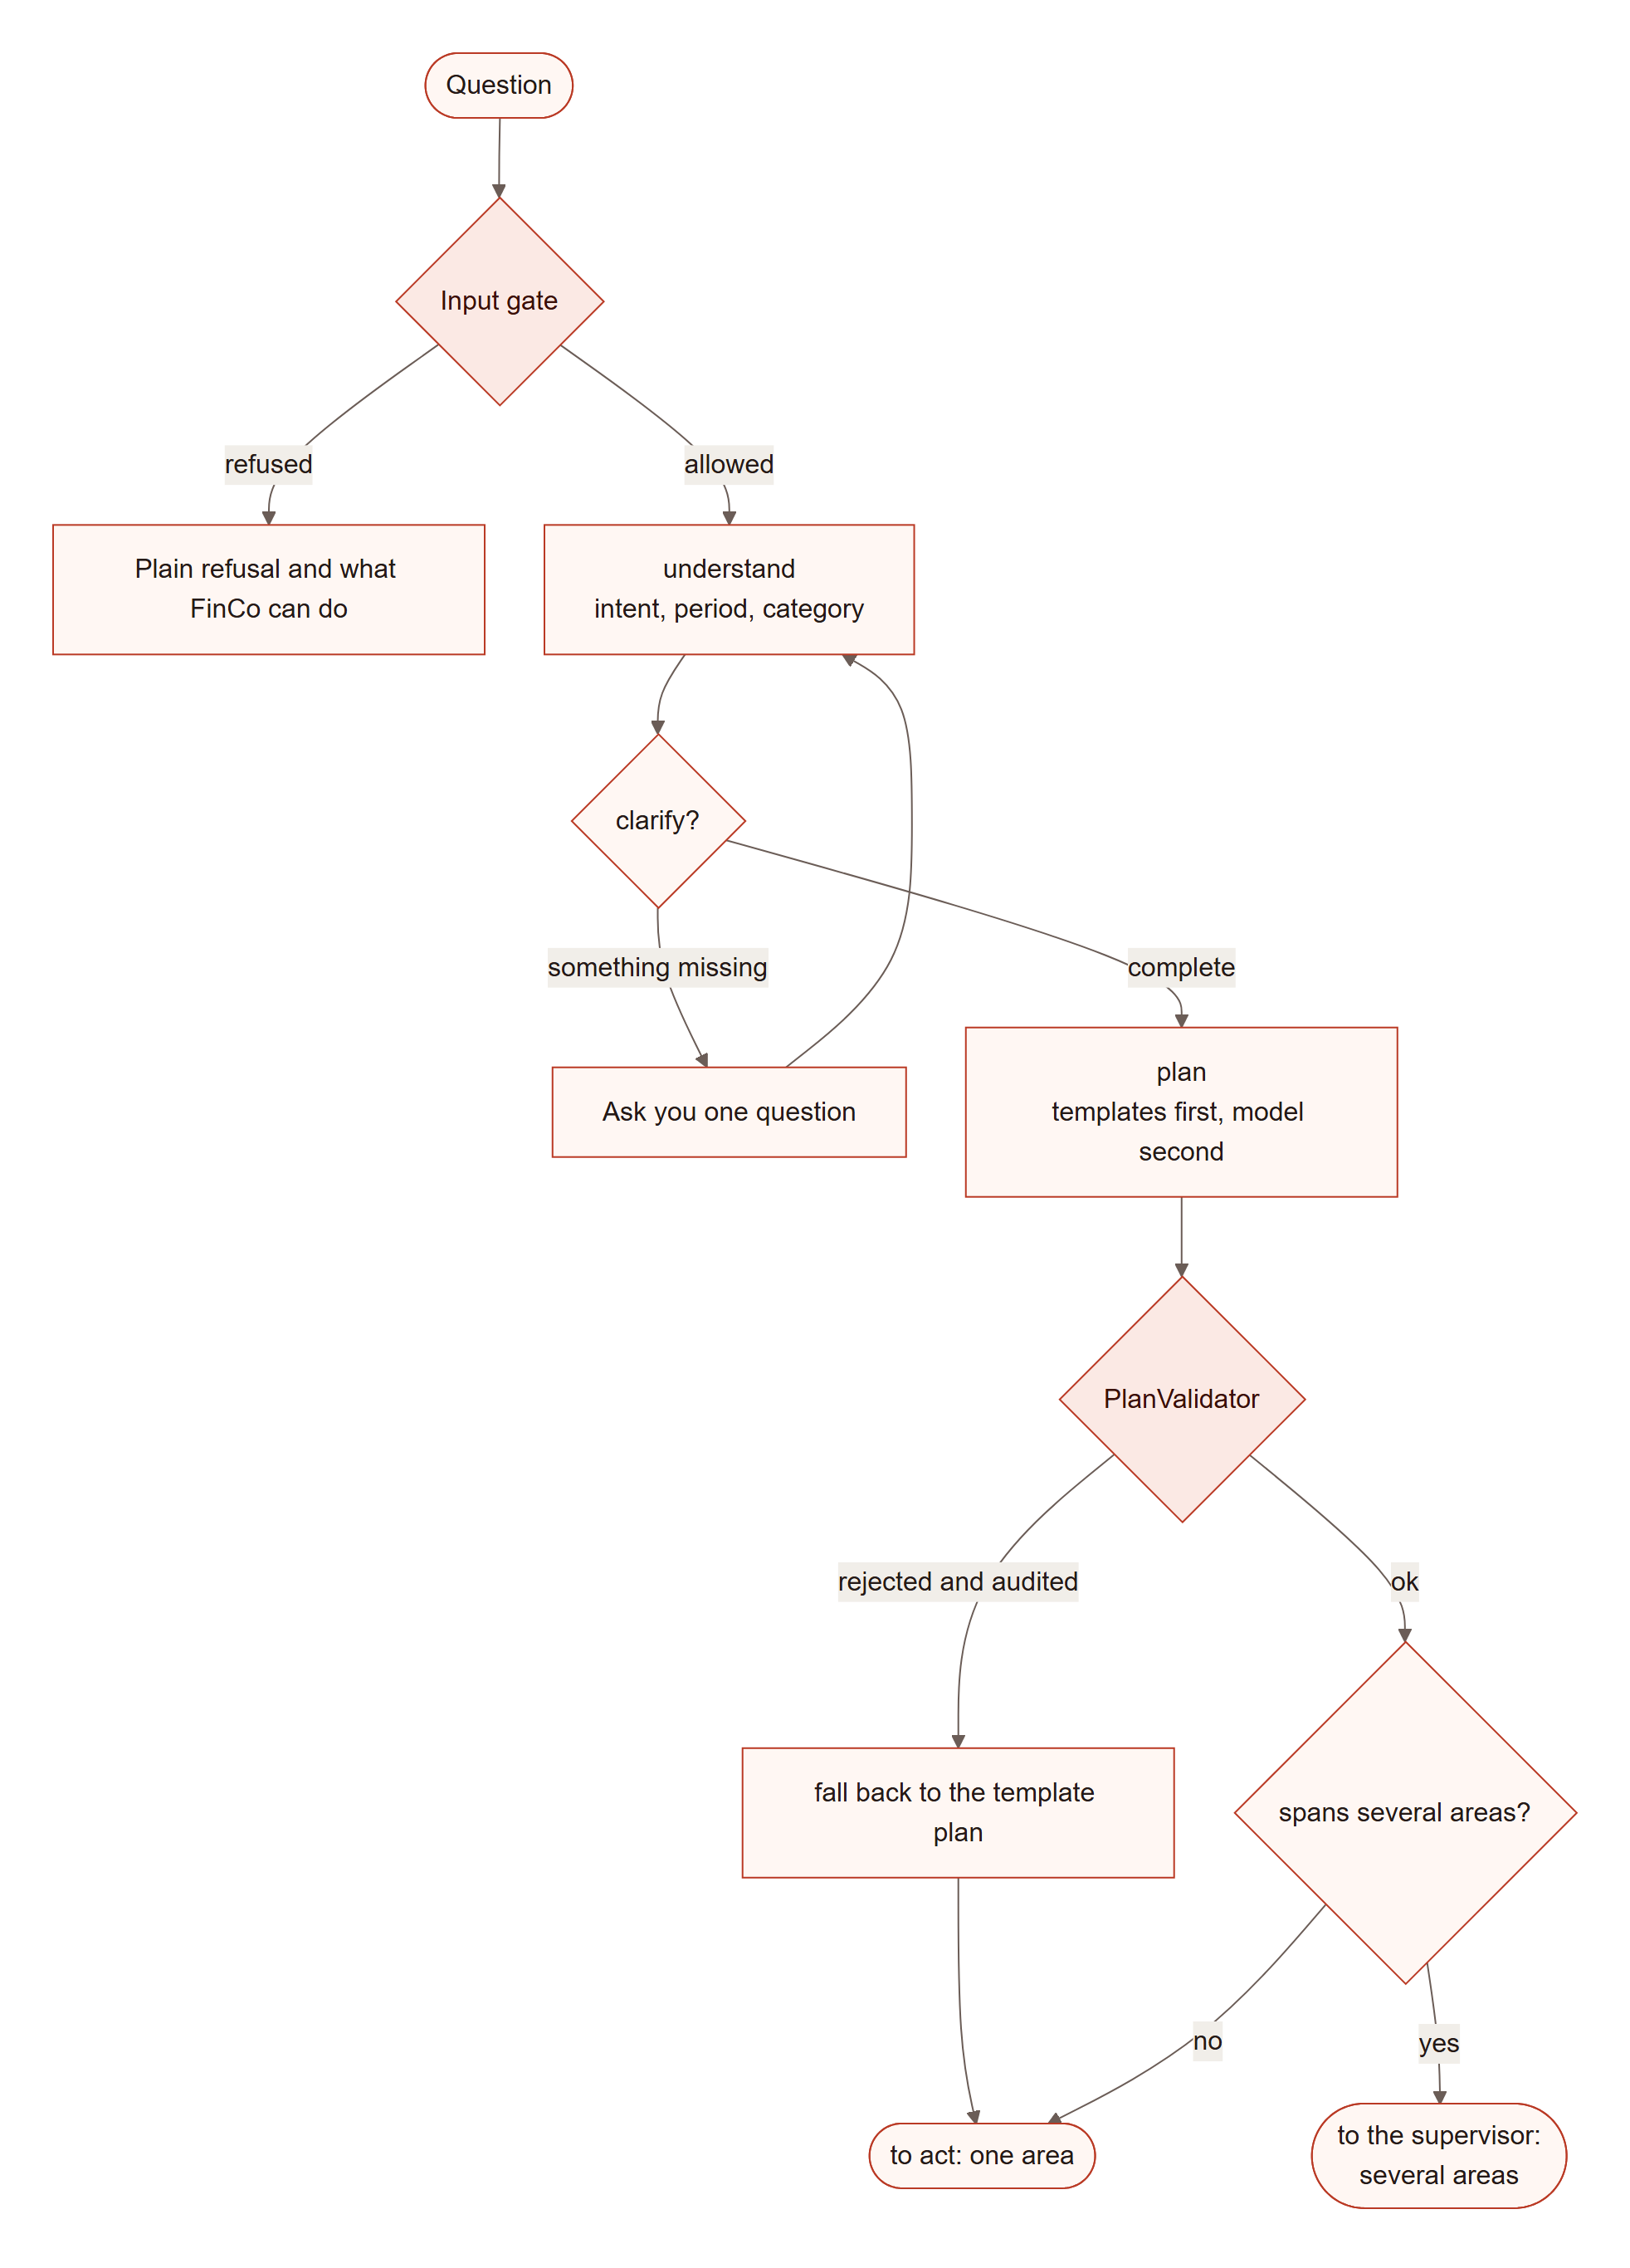 Question
Input gate
refused
allowed
Plain refusal and what
FinCo can do
understand
intent, period, category
clarify?
something missing
complete
Ask you one question
plan
templates first, model
second
PlanValidator
rejected and audited
ok
fall back to the template
plan
spans several areas?
no
yes
to act: one area
to the supervisor:
several areas